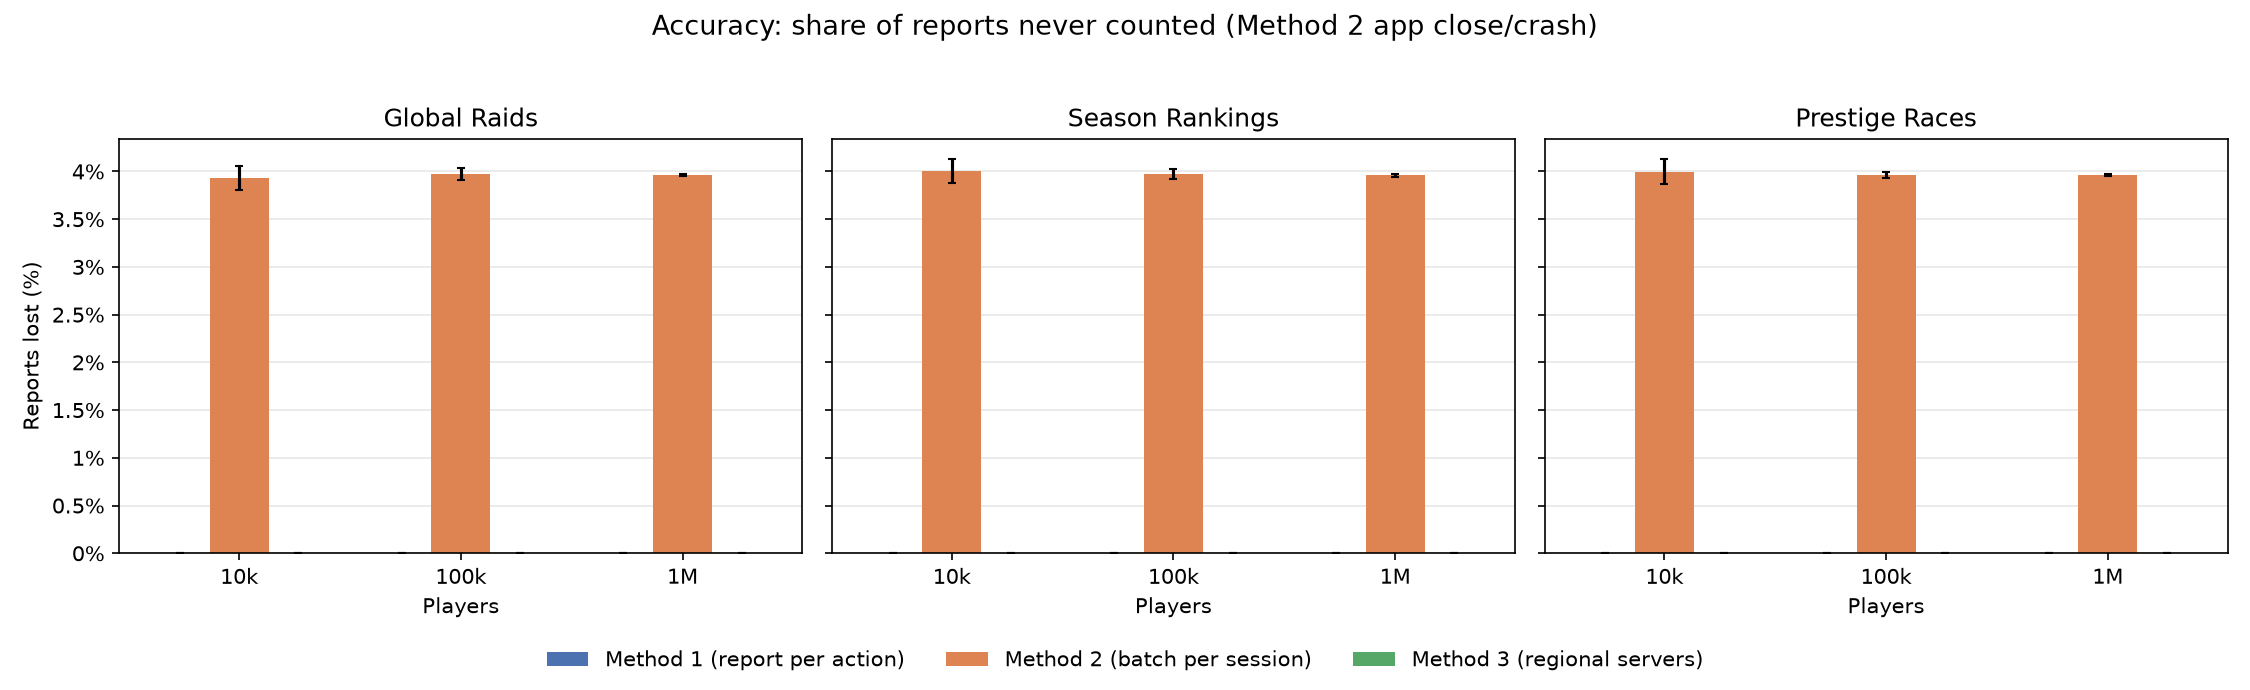 Accuracy: share of reports never counted (Method 2 app close/crash)
Global Raids
Season Rankings
Prestige Races
Reports lost (%)
4%
3.5%
3%
2.5%
2%
1.5%
1%
0.5%
0%
10k 100k 1M
Players
10k 100k 1M
Players
10k 100k 1M
Players
Method 1 (report per action) Method 2 (batch per session) Method 3 (regional servers)